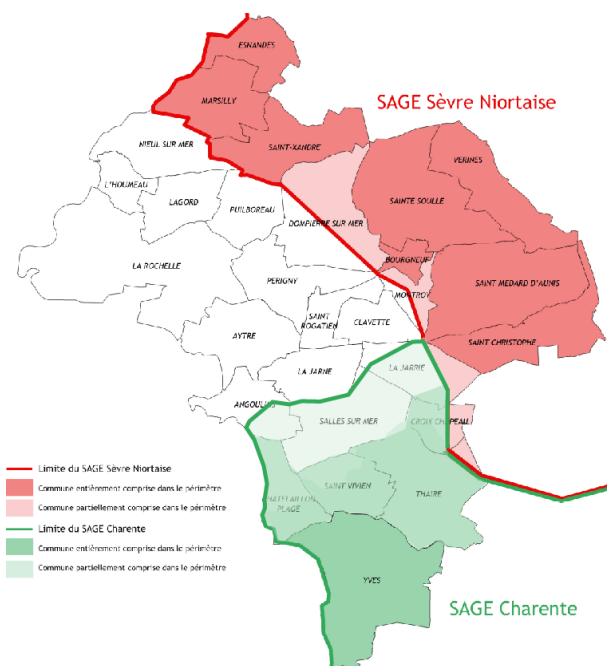 ESNANDES
SAGE Sèvre Niortaise
MARSILLY
NIEUL SUR MER
SAINT-XANDRE
VERINES
L'HOUMEAU
LAGORD
SAINTE SOULLE
PUILBOREAU
DOMPIERRE SUR MER
LA ROCHELLE
BOURGNEUF
PERIGNY
SAINT MEDARD D'AUNIS
MONTROY
SAINT
ROGATIEN
CLAVETTE
AYTRE
SAINT CHRISTOPHE
LA JARNE
LA JARRIE
ANGOULINS
SALLES SUR MER
CROIX CHAPEAU
Limite du SAGE Sèvre Niortaise
Commune entièrement comprise dans le périmètre
Commune partiellement comprise dans le périmètre
SAINT VIVIEN
THAIRE
CHATELAILLON
PLAGE
Limite du SAGE Charente
Commune entièrement comprise dans le périmètre
Commune partiellement comprise dans le périmètre
YVES
SAGE Charente